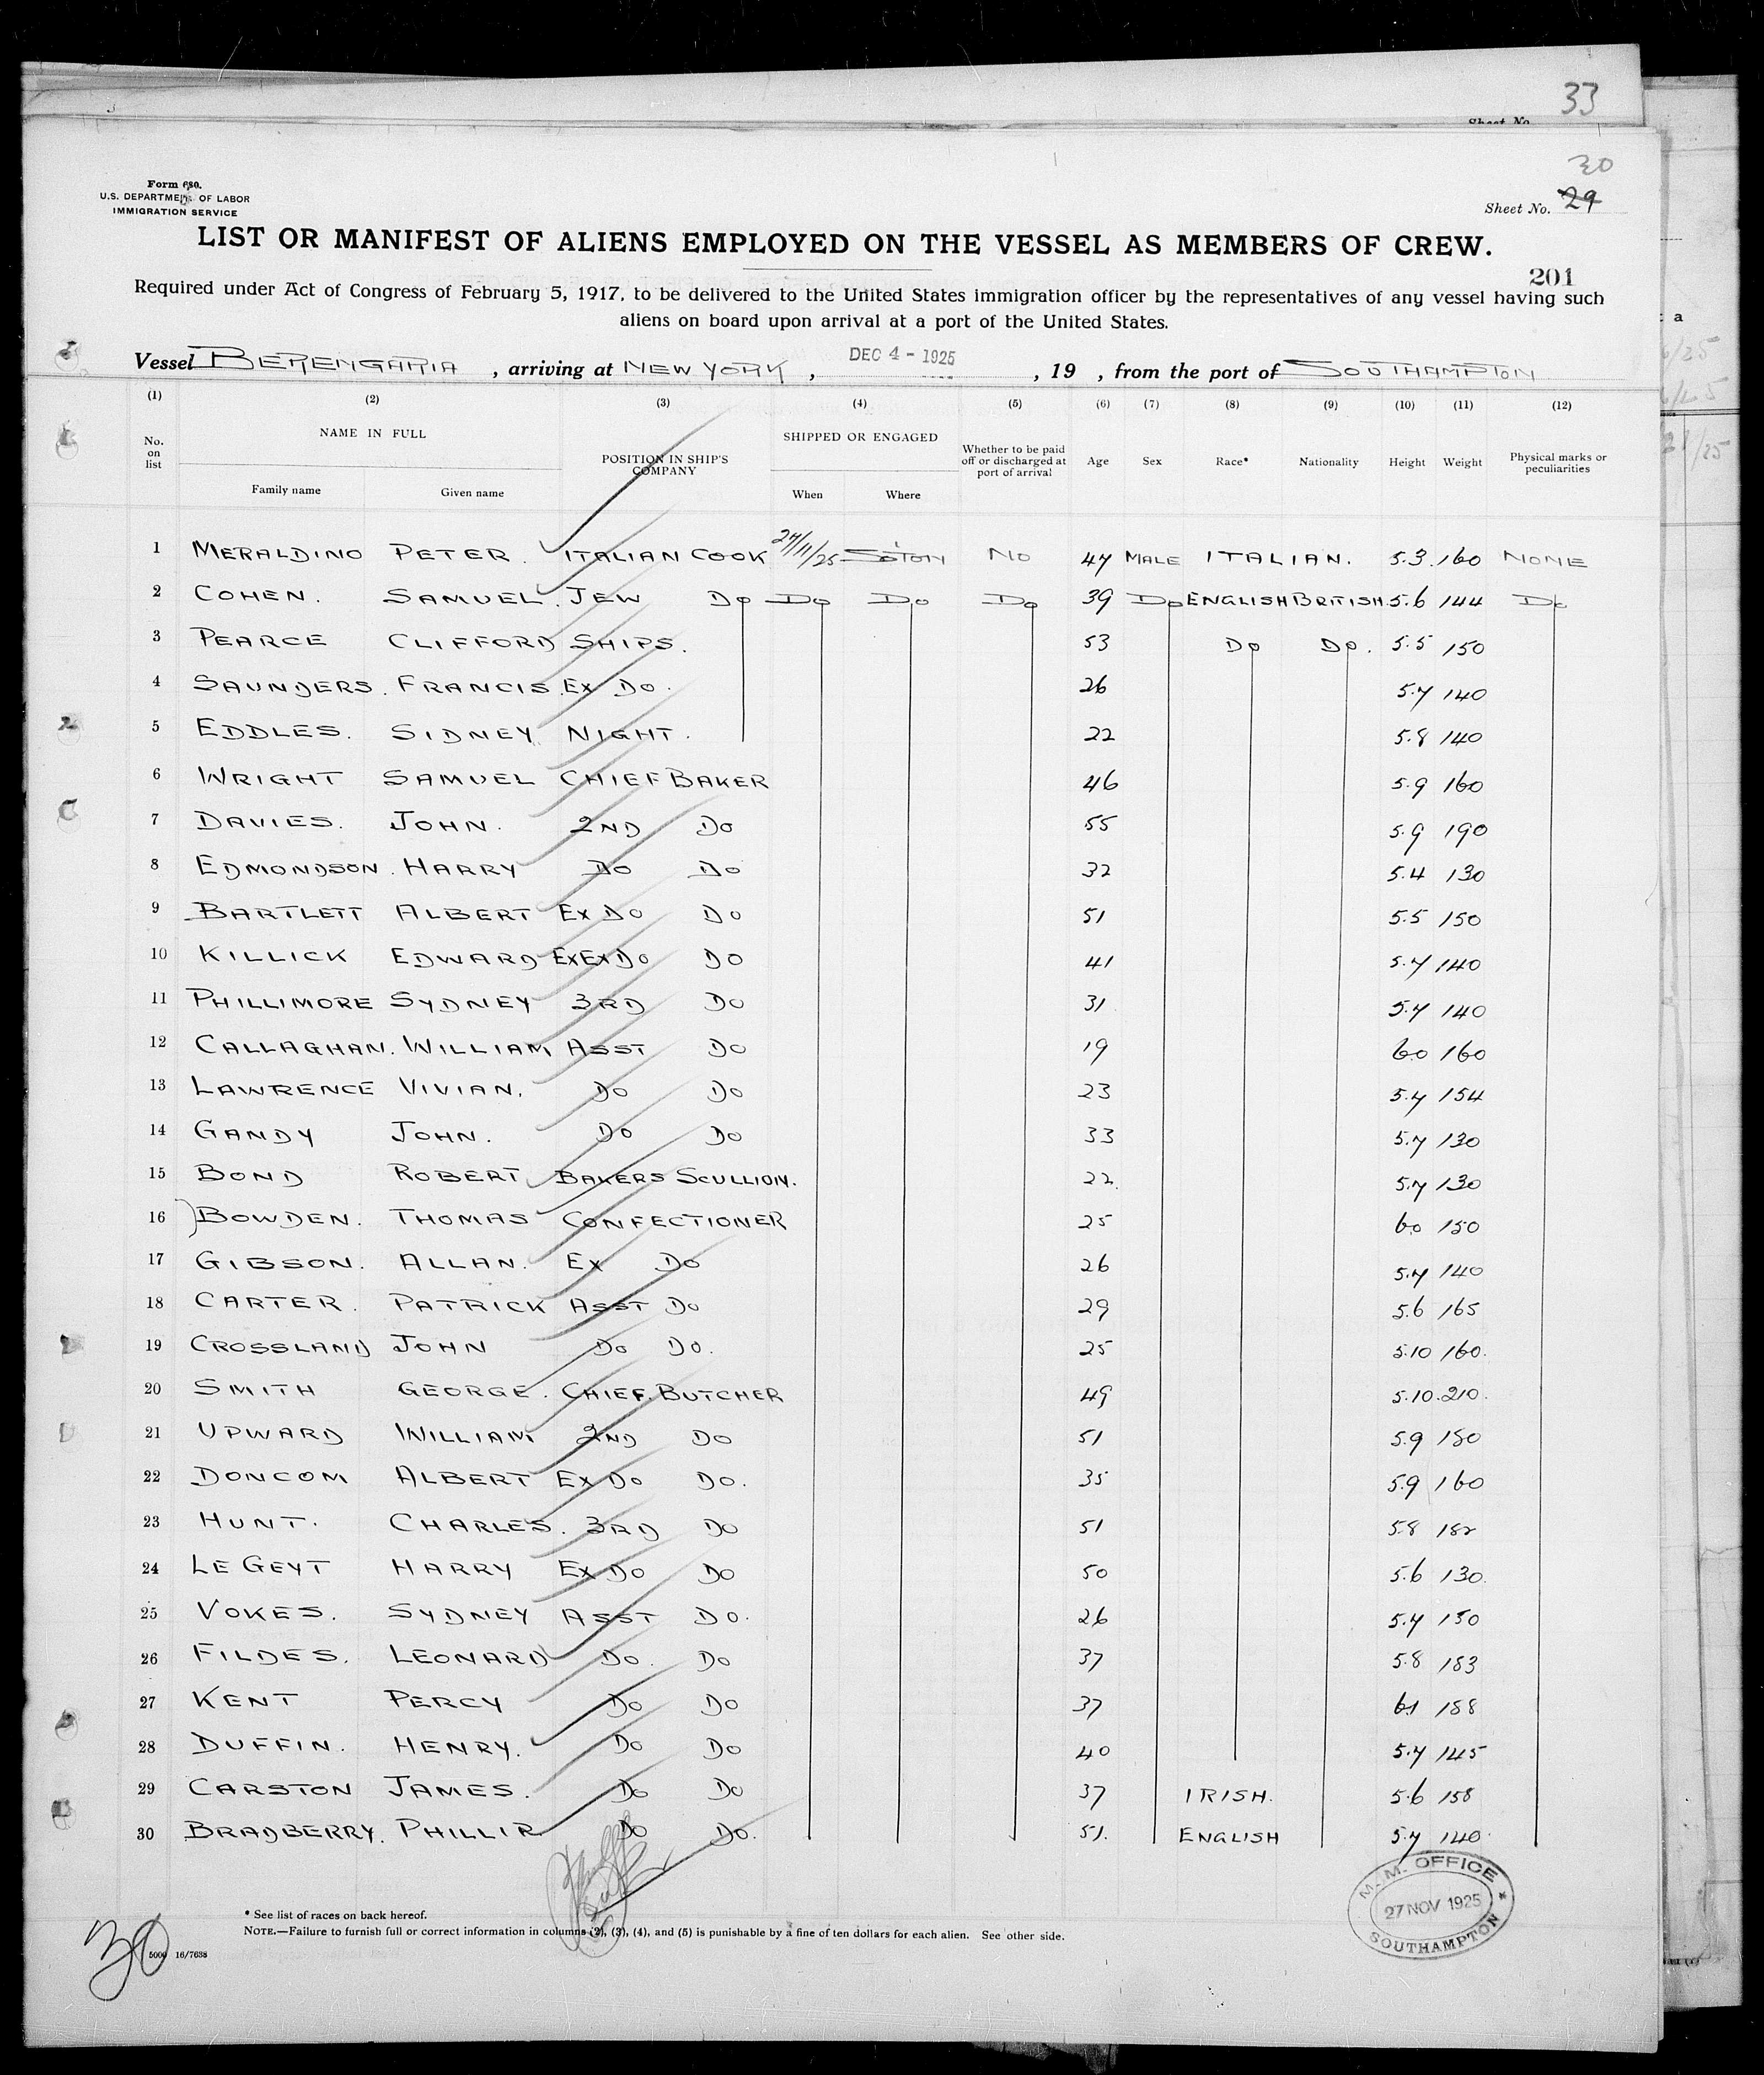 33
Sheet No.
30
Form 680.
U.S. DEPARTMENT OF LABOR
IMMIGRATION SERVICE
Sheet No. 29
LIST OR MANIFEST OF ALIENS EMPLOYED ON THE VESSEL AS MEMBERS OF CREW.
201
Required under Act of Congress of February 5, 1917, to be delivered to the United States immigration officer by the representatives of any vessel having such
aliens on board upon arrival at a port of the United States.
Vessel BERENGARIA, arriving at NEW YORK, DEC 4 - 1925, 19 , from the port of SOUTHAMPTON
(1) (2) (3) (4) (5) (6) (7) (8) (9) (10) (11) (12)
No. on list NAME IN FULL POSITION IN SHIP'S COMPANY SHIPPED OR ENGAGED Whether to be paid off or discharged at port of arrival Age Sex Race* Nationality Height Weight Physical marks or peculiarities
Family name Given name When Where
1 MERALDINO PETER. ITALIAN COOK 27/11/25 SO'TON NO 47 MALE ITALIAN. 5.3. 160 NONE
2 COHEN. SAMUEL. JEW DO DO DO DO 39 DO ENGLISH BRITISH 5.6 144 DO
3 PEARCE CLIFFORD SHIPS. 53 DO DO. 5.5 150
4 SAUNDERS. FRANCIS. EX DO. 26 5.7 140
5 EDDLES. SIDNEY. NIGHT. 22 5.8 140
6 WRIGHT SAMUEL CHIEF BAKER 46 5.9 160
7 DAVIES. JOHN. 2ND DO 55 5.9 190
8 EDMONDSON. HARRY DO DO 32 5.4 130
9 BARTLETT ALBERT EX DO DO 51 5.5 150
10 KILLICK EDWARD EX EX DO DO 41 5.7 140
11 PHILLIMORE SYDNEY 3RD DO 31 5.7 140
12 CALLAGHAN. WILLIAM ASST DO 19 6.0 160
13 LAWRENCE VIVIAN. DO DO 23 5.7 154
14 GANDY JOHN. DO DO 33 5.7 130
15 BOND ROBERT BAKERS SCULLION. 22. 5.7 130
16 BOWDEN. THOMAS CONFECTIONER 25 6.0 150
17 GIBSON. ALLAN. EX DO 26 5.7 140
18 CARTER. PATRICK ASST DO 29 5.6 165
19 CROSSLAND JOHN DO DO. 25 5.10 160.
20 SMITH GEORGE. CHIEF BUTCHER 49 5.10. 210.
21 UPWARD WILLIAM 2ND DO 51 5.9 180
22 DONCOM ALBERT EX DO DO. 35 5.9 160
23 HUNT. CHARLES. 3RD DO 51 5.8 182
24 LE GEYT HARRY EX DO DO 50 5.6 130.
25 VOKES. SYDNEY ASST DO. 26 5.7 150
26 FILDES. LEONARD DO. DO 37 5.8 183
27 KENT PERCY DO DO 37 6.1 188
28 DUFFIN. HENRY. DO DO 40 5.7 145
29 CARSTON JAMES. DO DO 37 IRISH. 5.6 158
30 BRADBERRY. PHILLIP. DO DO. 51. ENGLISH 5.7 140.
M.M. OFFICE
27 NOV 1925
SOUTHAMPTON
* See list of races on back hereof.
NOTE.—Failure to furnish full or correct information in columns (2), (3), (4), and (5) is punishable by a fine of ten dollars for each alien. See other side.
30
5000 16/7638